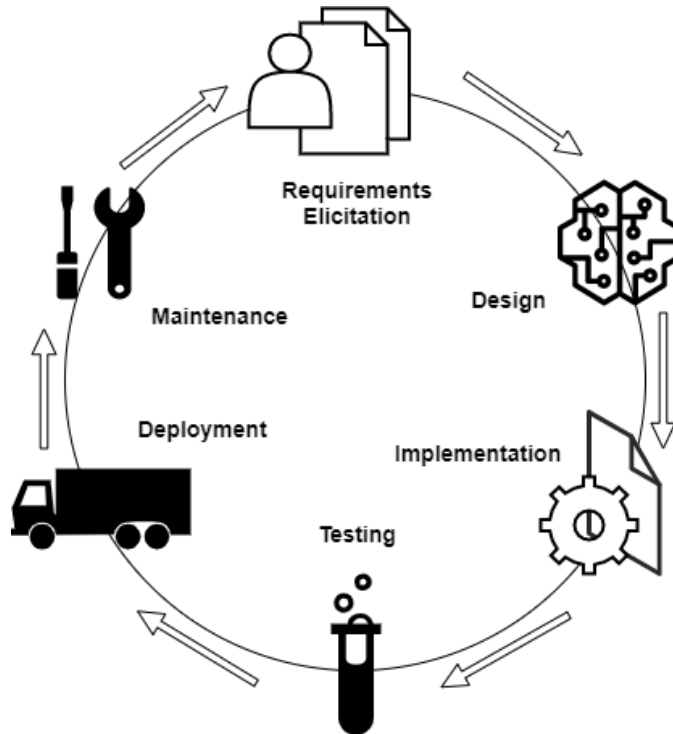 Requirements
Elicitation
Design
Maintenance
Deployment
Implementation
Testing